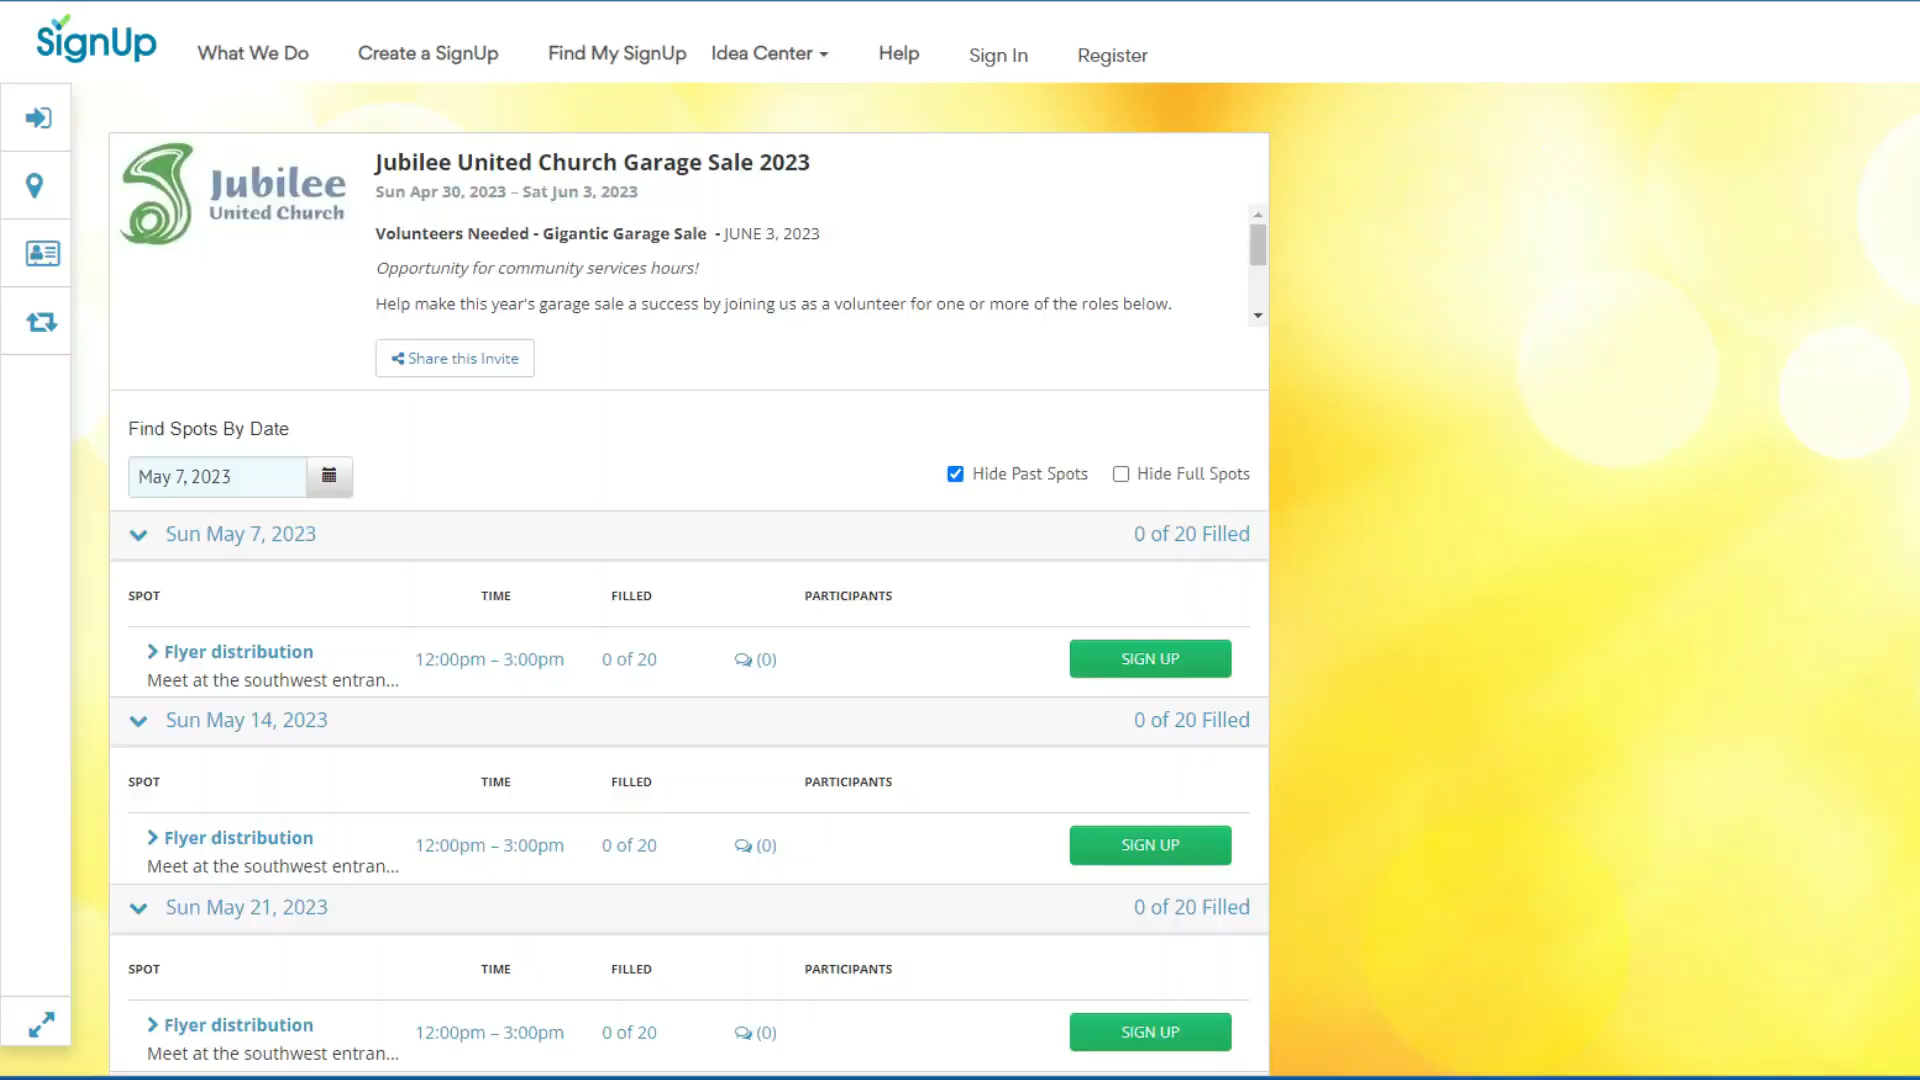 SignUp
What We Do Create a SignUp Find My SignUp Idea Center Help Sign In Register
Jubilee
United Church
Jubilee United Church Garage Sale 2023
Sun Apr 30, 2023 – Sat Jun 3, 2023
Volunteers Needed - Gigantic Garage Sale - JUNE 3, 2023
Opportunity for community services hours!
Help make this year's garage sale a success by joining us as a volunteer for one or more of the roles below.
Share this Invite
Find Spots By Date
May 7, 2023
Hide Past Spots Hide Full Spots
Sun May 7, 2023 0 of 20 Filled
SPOT TIME FILLED PARTICIPANTS
Flyer distribution 12:00pm – 3:00pm 0 of 20 (0) SIGN UP
Meet at the southwest entran...
Sun May 14, 2023 0 of 20 Filled
SPOT TIME FILLED PARTICIPANTS
Flyer distribution 12:00pm – 3:00pm 0 of 20 (0) SIGN UP
Meet at the southwest entran...
Sun May 21, 2023 0 of 20 Filled
SPOT TIME FILLED PARTICIPANTS
Flyer distribution 12:00pm – 3:00pm 0 of 20 (0) SIGN UP
Meet at the southwest entran...